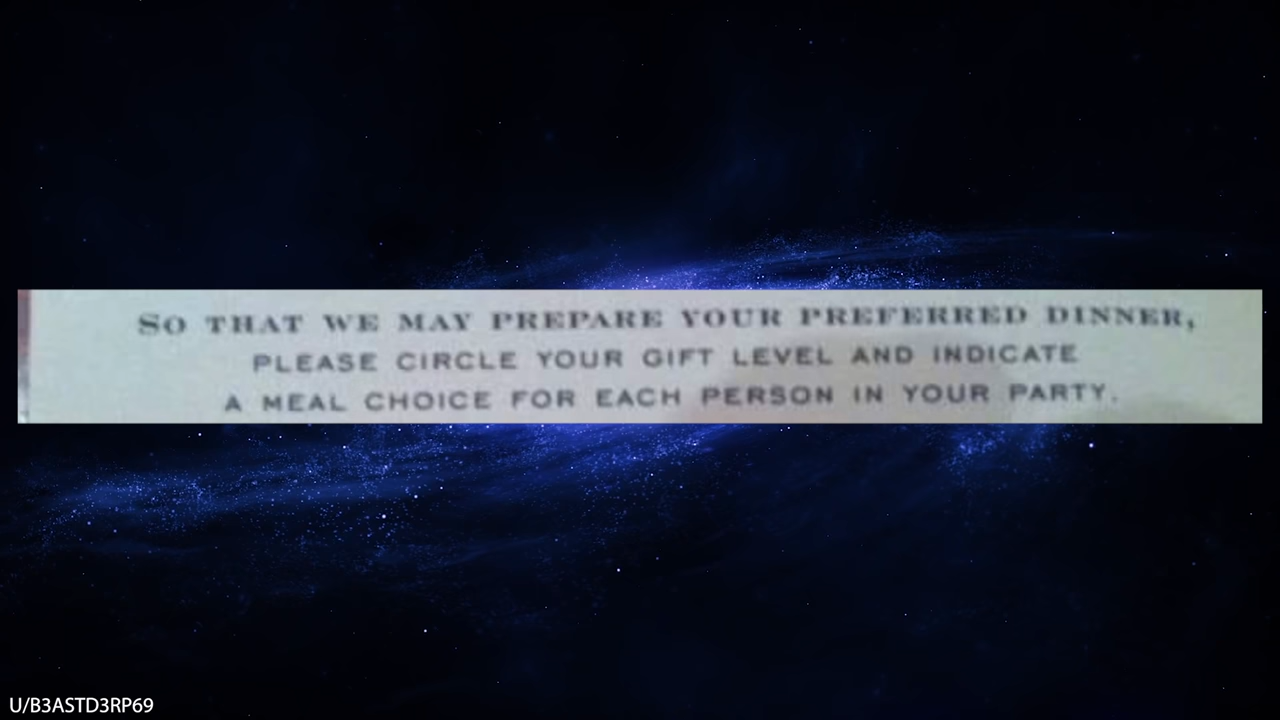 SO THAT WE MAY PREPARE YOUR PREFERRED DINNER,
PLEASE CIRCLE YOUR GIFT LEVEL AND INDICATE
A MEAL CHOICE FOR EACH PERSON IN YOUR PARTY.
U/B3ASTD3RP69